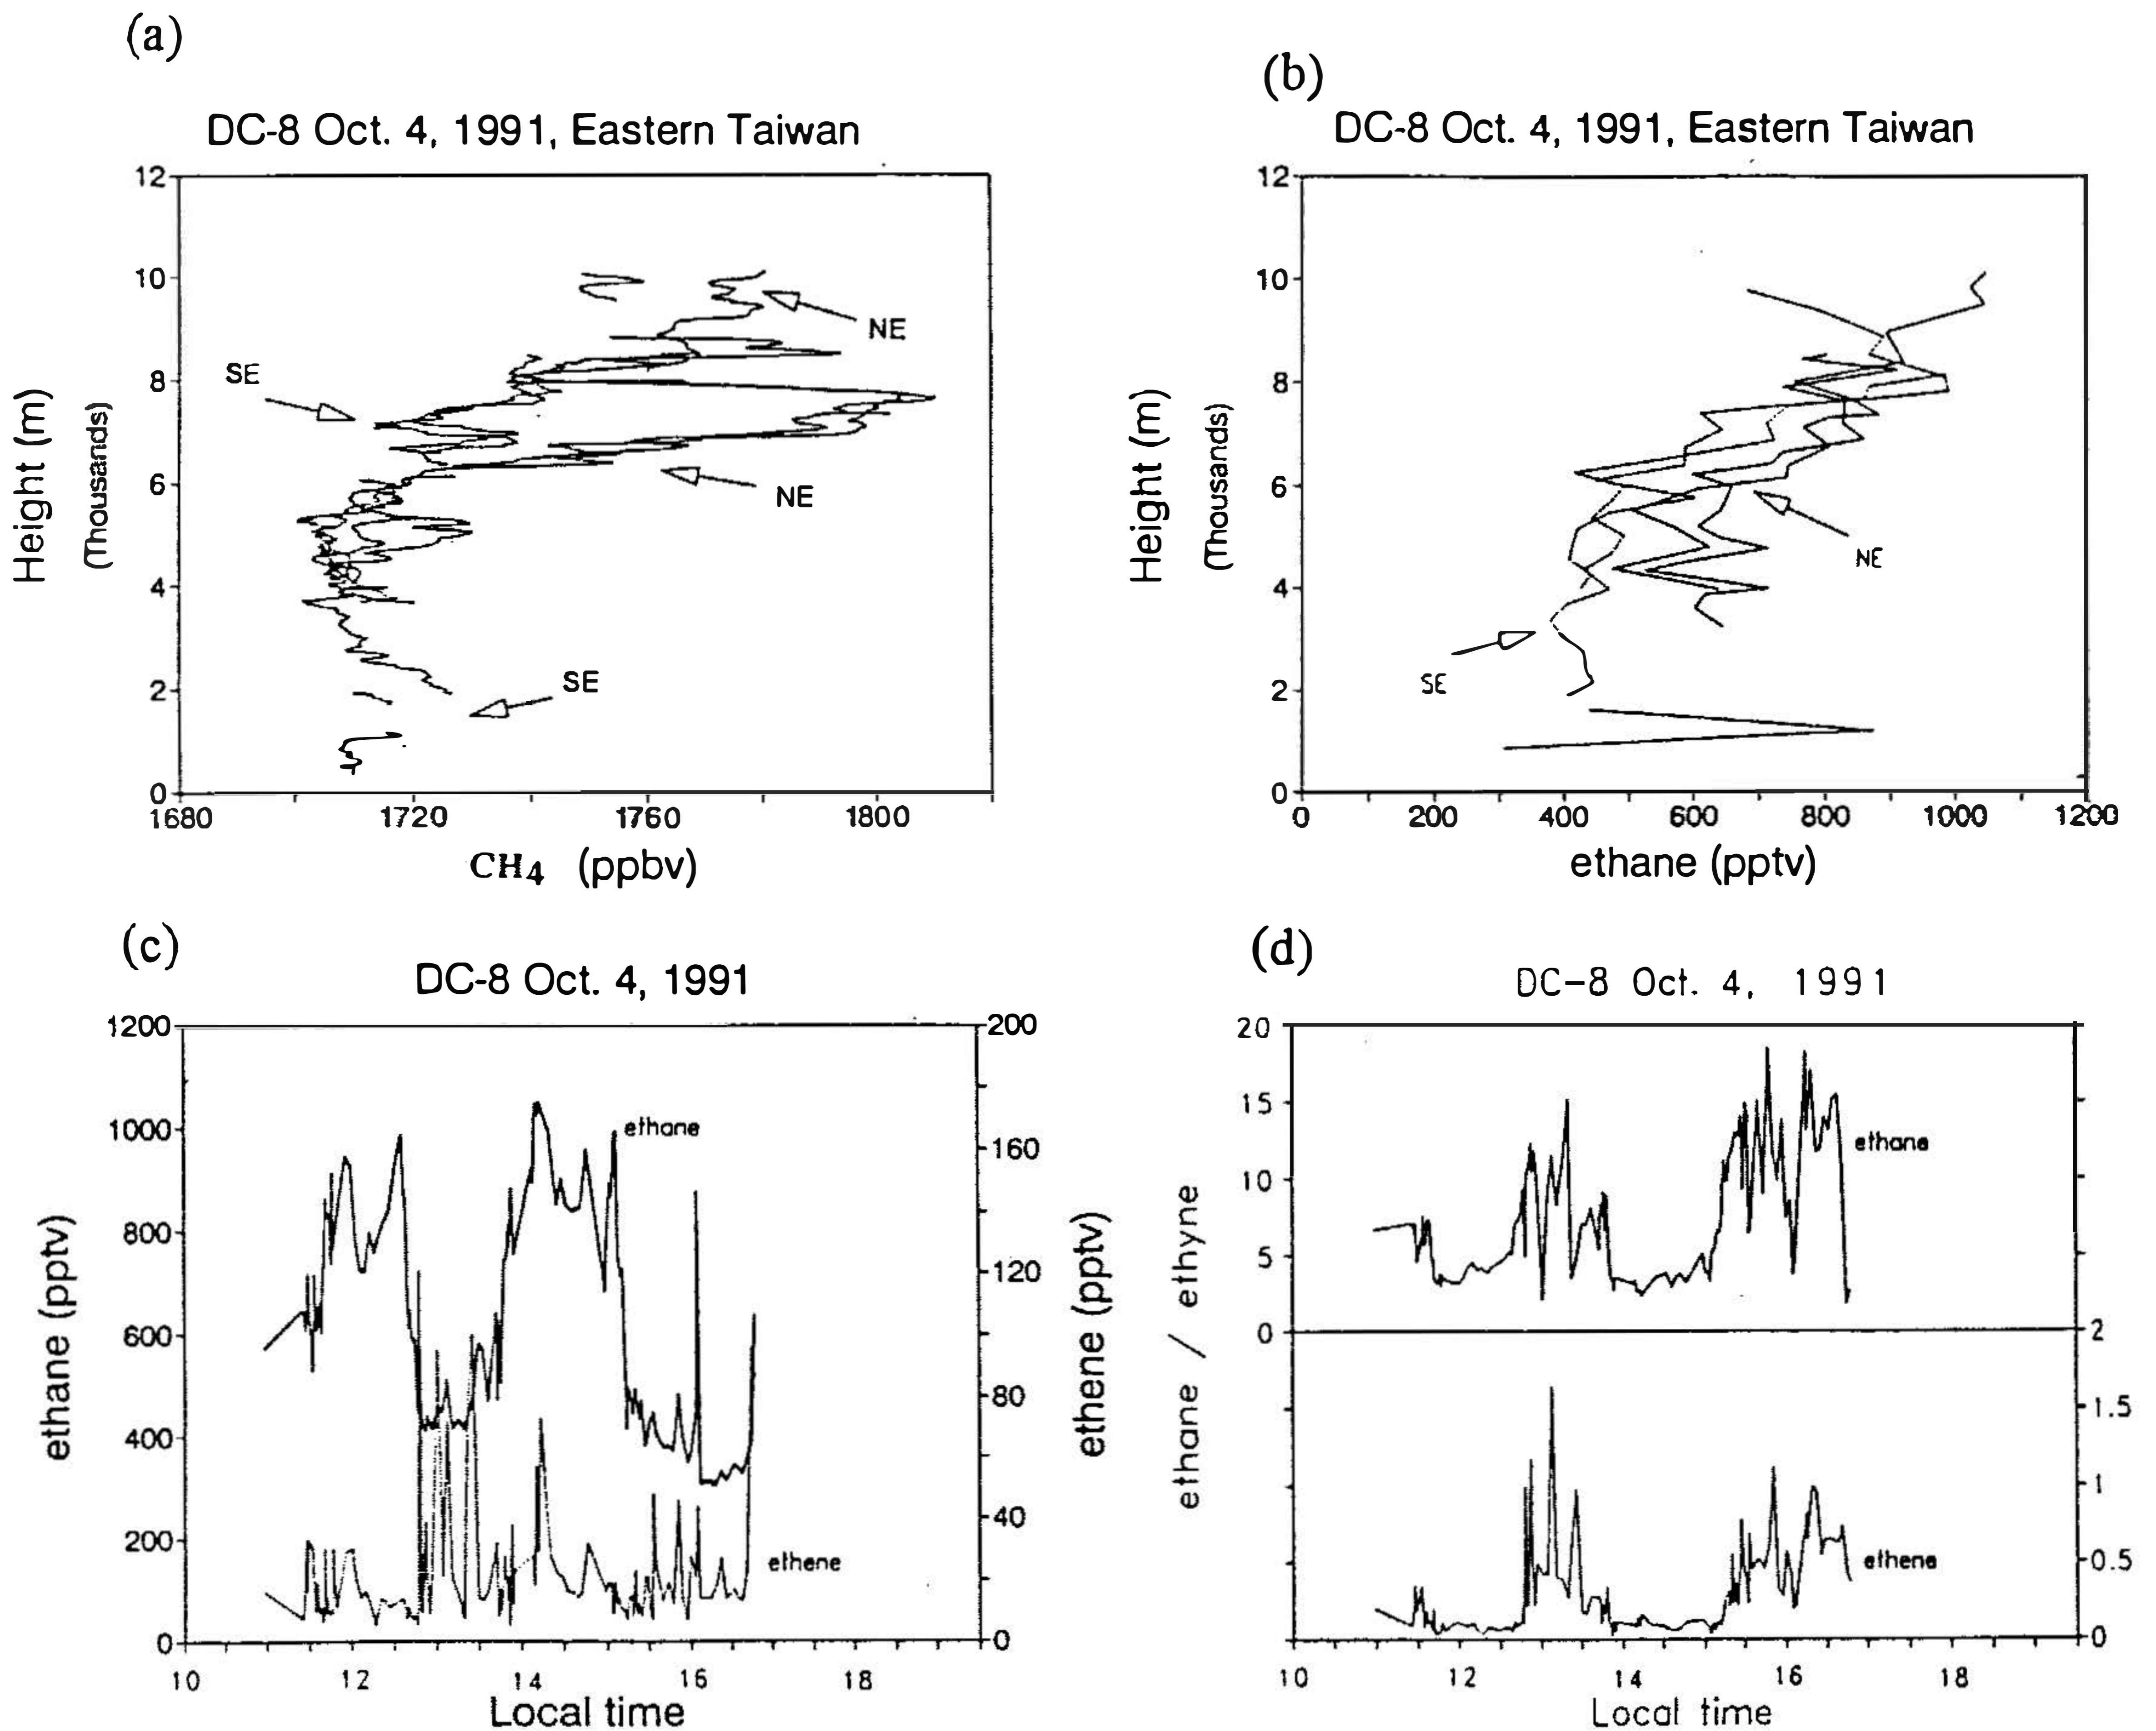 (a)
DC-8 Oct. 4, 1991, Eastern Taiwan
12
10
8
6
4
2
0
Height (m)
(Thousands)
NE
SE
NE
SE
1680 1720 1760 1800
CH4 (ppbv)
(b)
DC-8 Oct. 4, 1991, Eastern Taiwan
12
10
8
6
4
2
0
Height (m)
(Thousands)
NE
SE
0 200 400 600 800 1000 1200
ethane (pptv)
(c)
DC-8 Oct. 4, 1991
1200
1000
800
600
400
200
0
ethane (pptv)
200
160
120
80
40
0
ethene (pptv)
ethane
ethene
10 12 14 16 18
Local time
(d)
DC-8 Oct. 4, 1991
20
15
10
5
0
ethane / ethyne
2
1.5
1
0.5
0
ethane
ethene
10 12 14 16 18
Local time